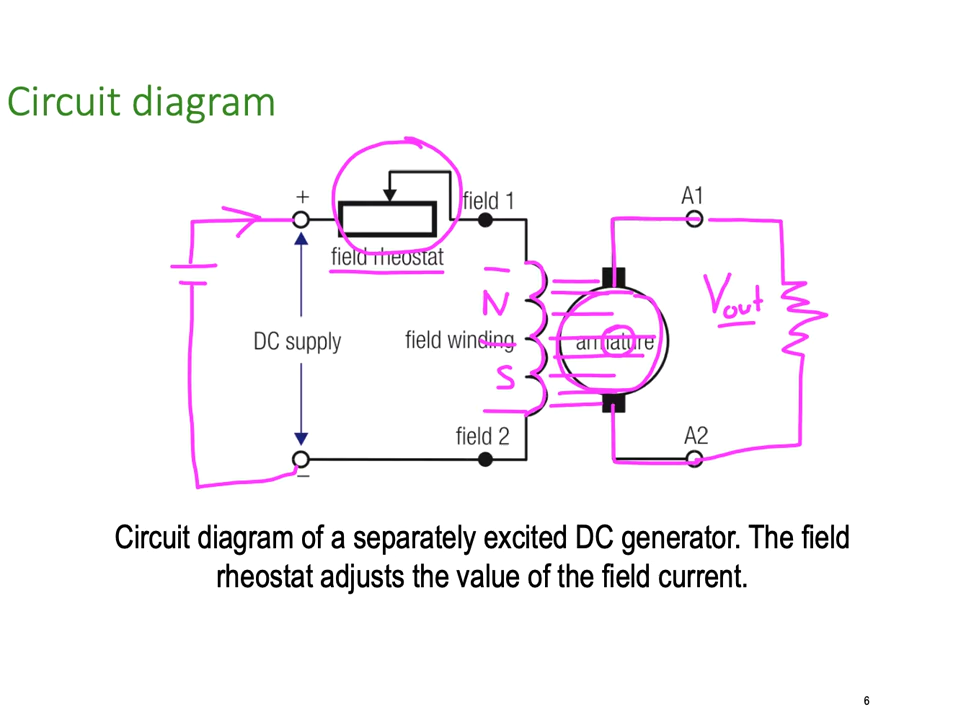 Circuit diagram
+
field 1
A1
field rheostat
N
Vout
DC supply
field winding
armature
S
field 2
A2
–
Circuit diagram of a separately excited DC generator. The field
rheostat adjusts the value of the field current.
6